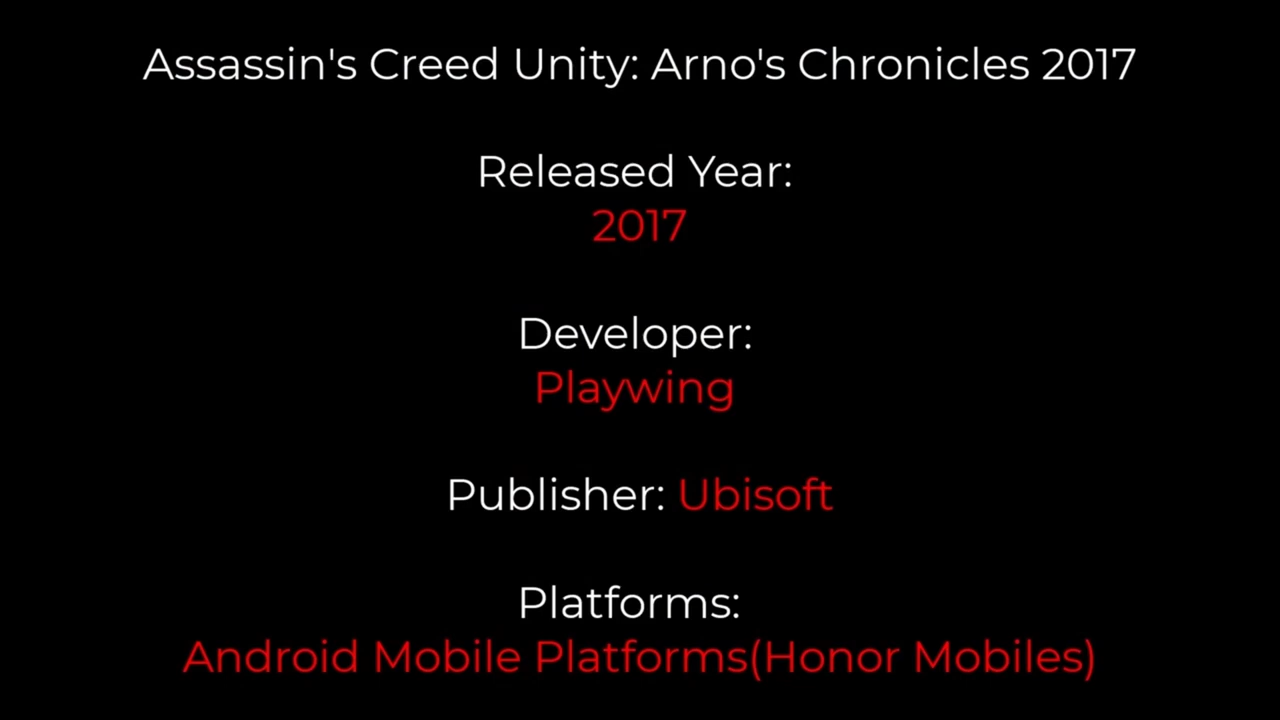 Assassin's Creed Unity: Arno's Chronicles 2017
Released Year:
2017
Developer:
Playwing
Publisher: Ubisoft
Platforms:
Android Mobile Platforms(Honor Mobiles)